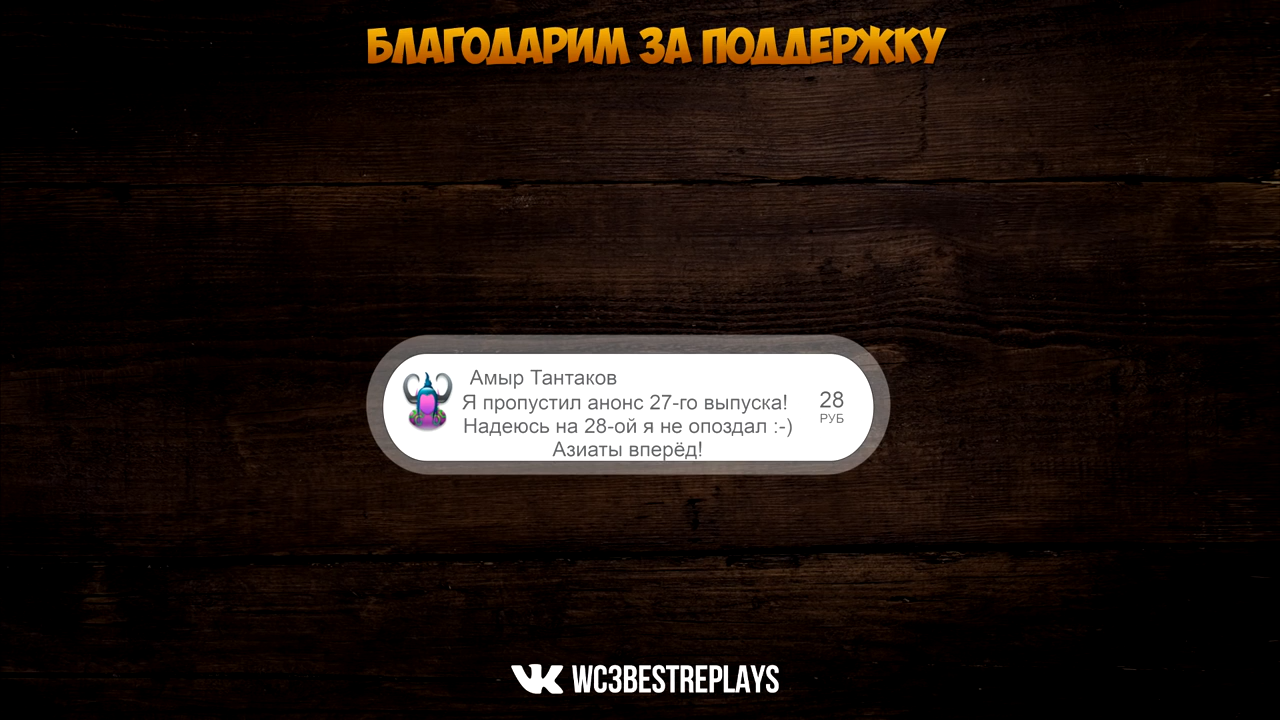 БЛАГОДАРИМ ЗА ПОДДЕРЖКУ
Амыр Тантаков
Я пропустил анонс 27-го выпуска!
Надеюсь на 28-ой я не опоздал :-)
Азиаты вперёд!
28
РУБ
WC3BESTREPLAYS